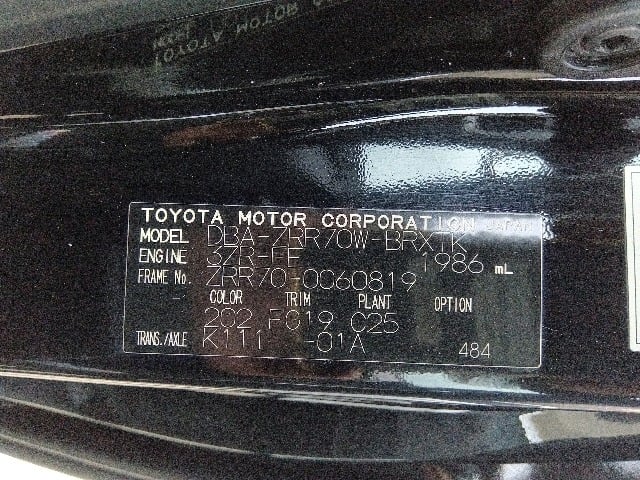 TOYOTA MOTOR CORPORATION JAPAN
MODEL DBA-ZRR70W-BRXTK
ENGINE 3ZR-FE 1986 mL
FRAME No. ZRR70-0060819
COLOR TRIM PLANT OPTION
202 FC19 C25
TRANS./AXLE K111 -01A 484